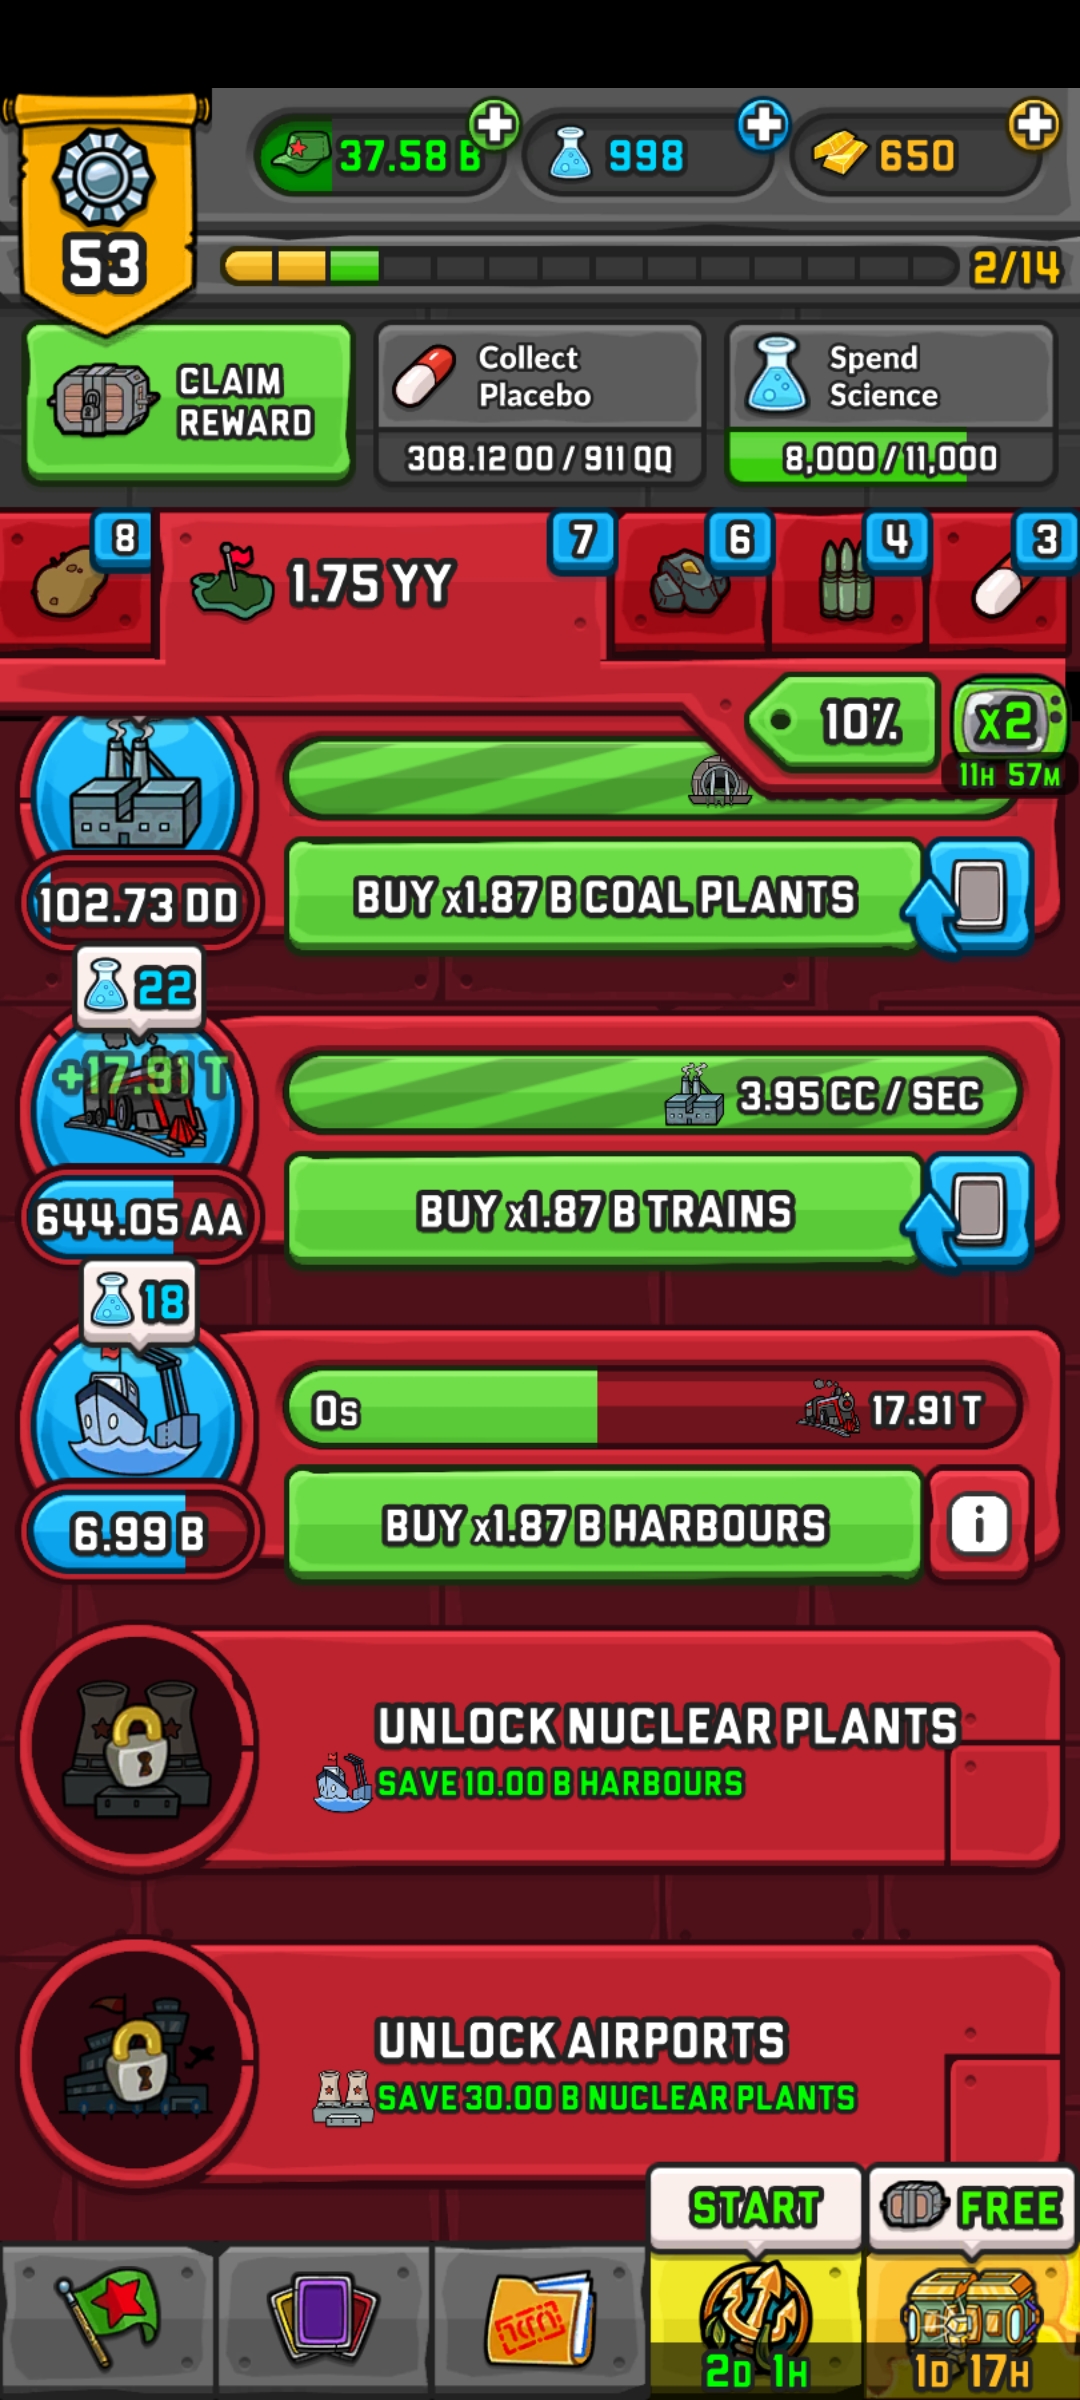 53
37.58 B
998
650
2/14
CLAIM
REWARD
Collect
Placebo
308.12 OO / 911 QQ
Spend
Science
8,000 / 11,000
8
1.75 YY
7
6
4
3
10%
x2
11H 57M
102.73 DD
BUY x1.87 B COAL PLANTS
22
+17.91 T
3.95 CC / SEC
644.05 AA
BUY x1.87 B TRAINS
18
0s
17.91 T
6.99 B
BUY x1.87 B HARBOURS
i
UNLOCK NUCLEAR PLANTS
SAVE 10.00 B HARBOURS
UNLOCK AIRPORTS
SAVE 30.00 B NUCLEAR PLANTS
START
FREE
2D 1H
1D 17H